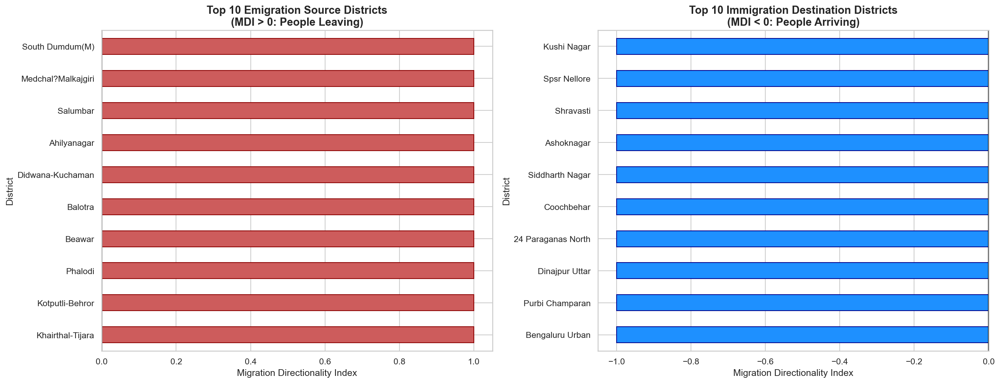 Top 10 Emigration Source Districts
(MDI > 0: People Leaving)
District
South Dumdum(M)
Medchal?Malkajgiri
Salumbar
Ahilyanagar
Didwana-Kuchaman
Balotra
Beawar
Phalodi
Kotputli-Behror
Khairthal-Tijara
0.0 0.2 0.4 0.6 0.8 1.0
Migration Directionality Index
Top 10 Immigration Destination Districts
(MDI < 0: People Arriving)
District
Kushi Nagar
Spsr Nellore
Shravasti
Ashoknagar
Siddharth Nagar
Coochbehar
24 Paraganas North
Dinajpur Uttar
Purbi Champaran
Bengaluru Urban
−1.0 −0.8 −0.6 −0.4 −0.2 0.0
Migration Directionality Index